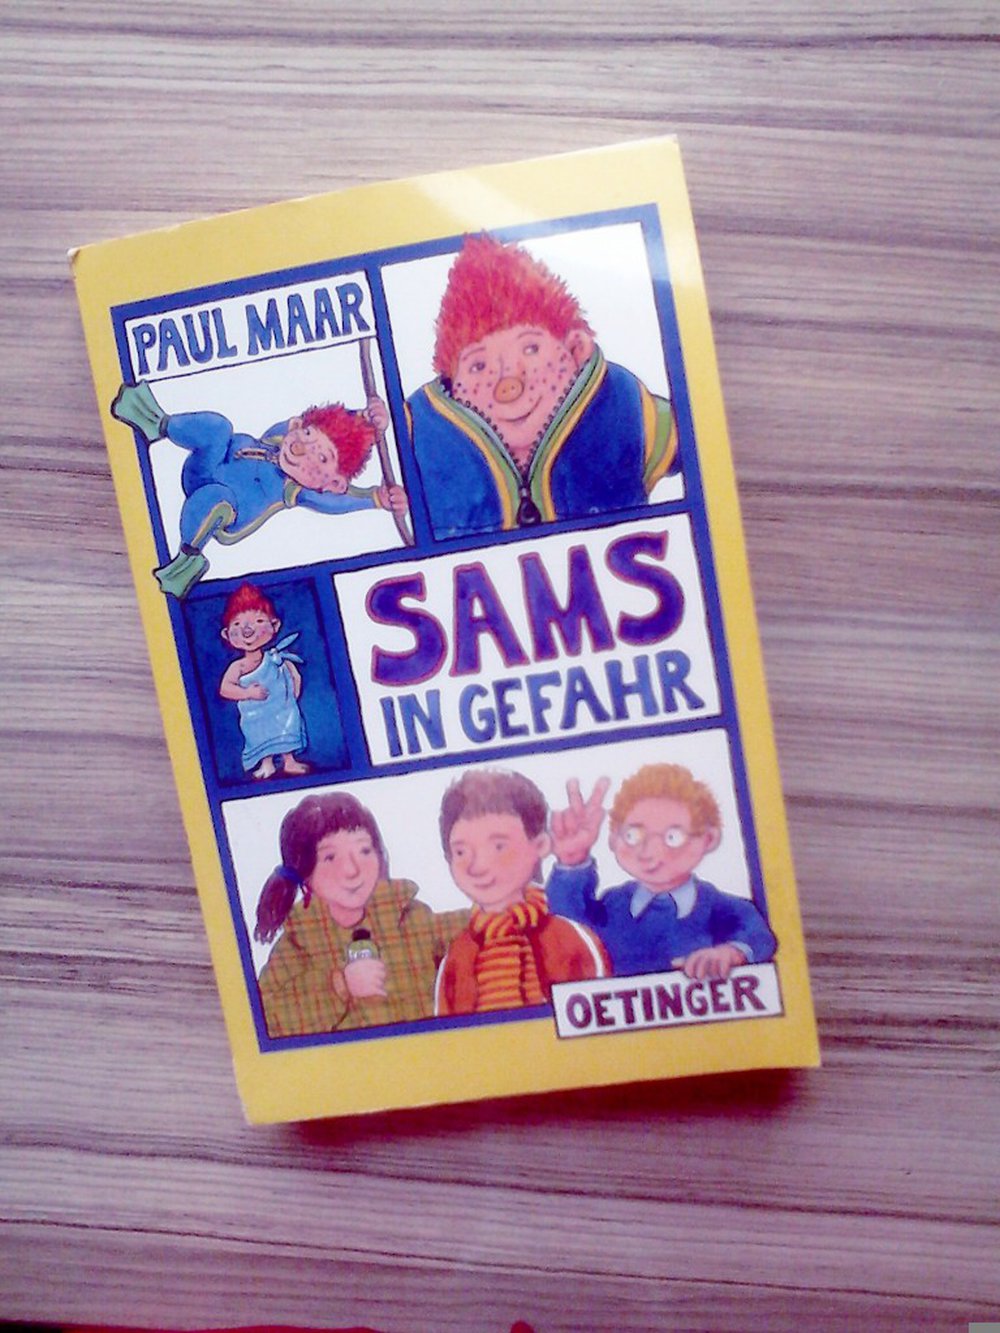 PAUL MAAR
SAMS
IN GEFAHR
OETINGER